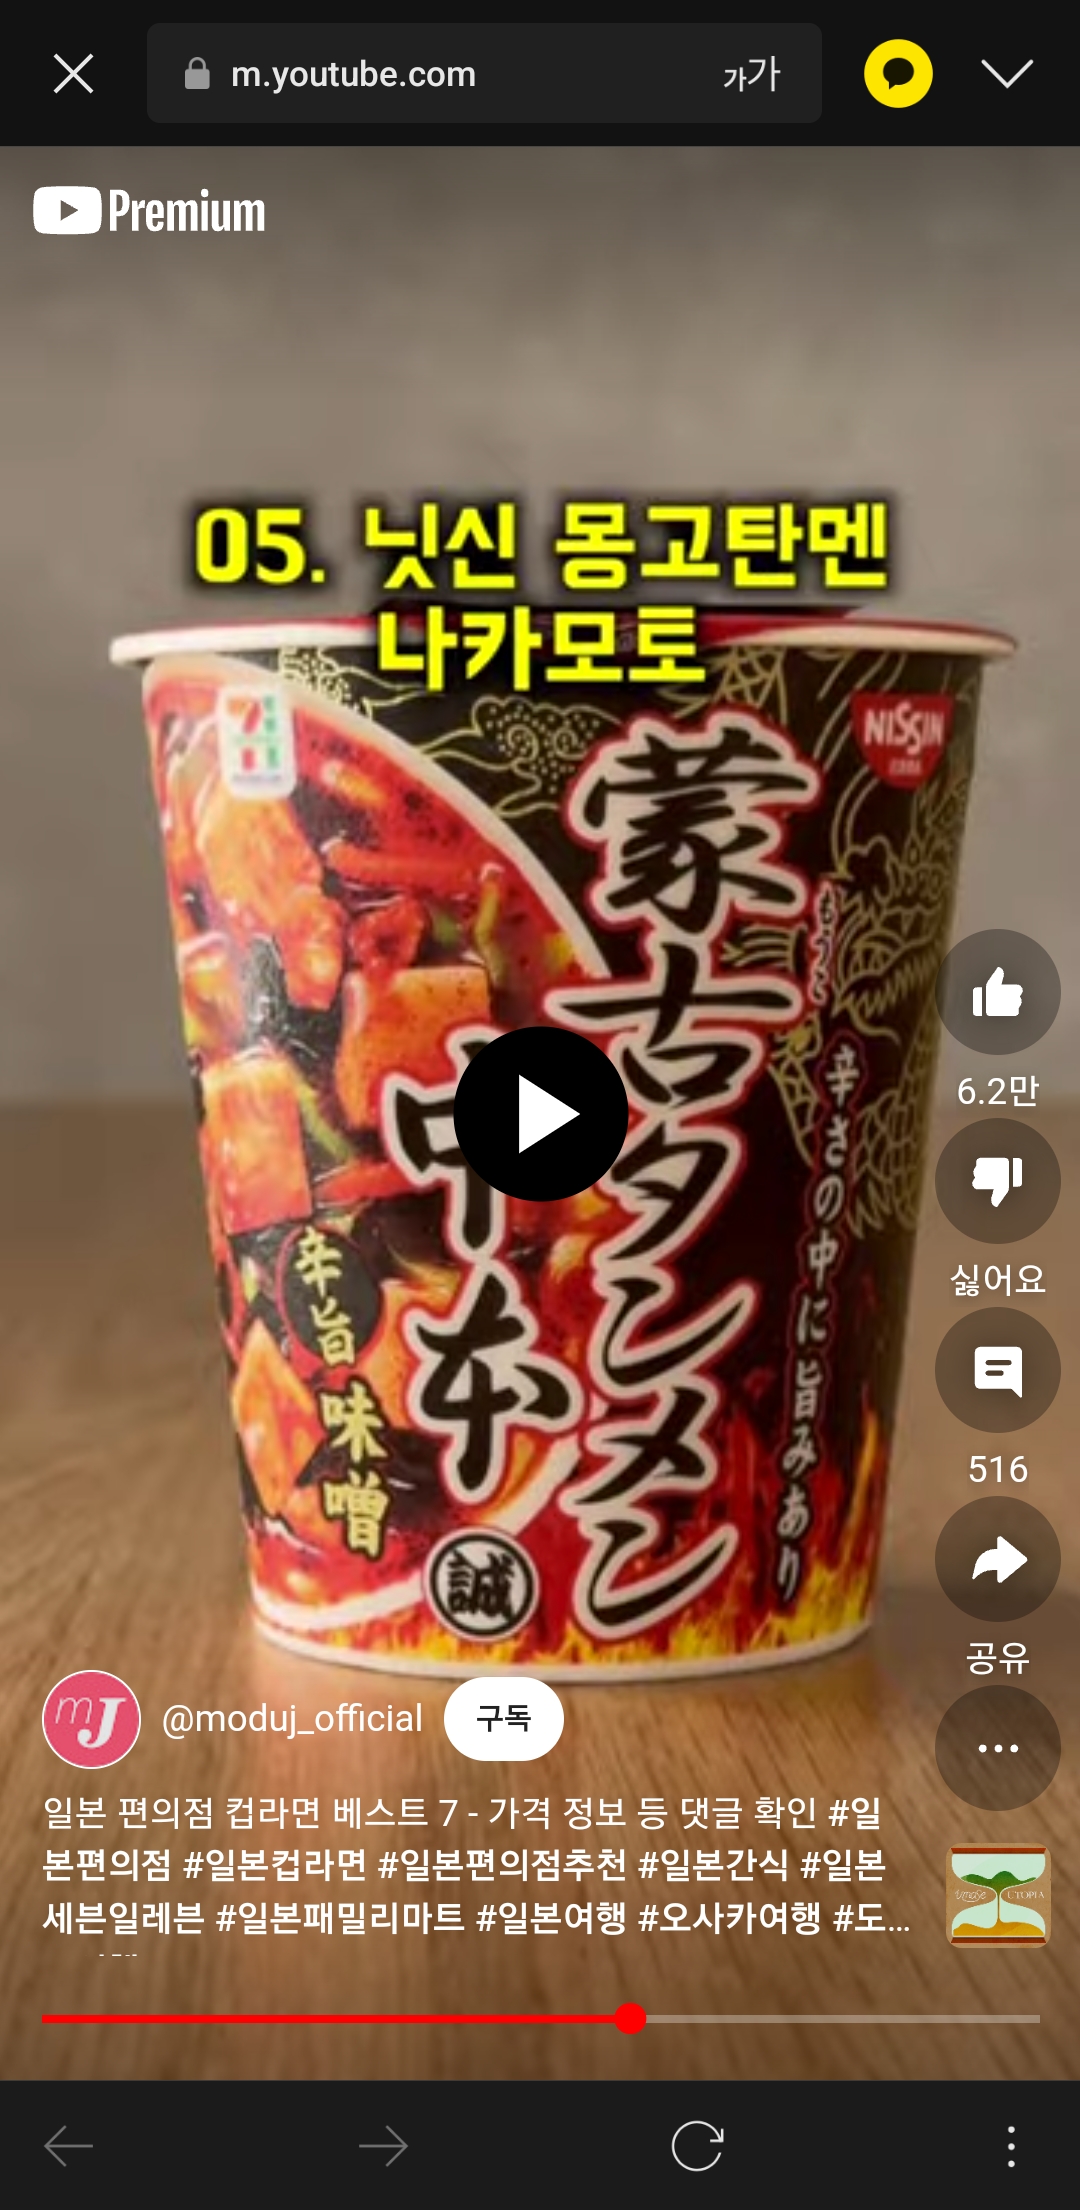 m.youtube.com
가가
Premium
05. 닛신 몽고탄멘
나카모토
NISSIN
蒙古タンメン
もうこ
中本
辛さの中に旨みあり
辛旨
味噌
誠
6.2만
싫어요
516
공유
mJ
@moduj_official
구독
일본 편의점 컵라면 베스트 7 - 가격 정보 등 댓글 확인 #일
본편의점 #일본컵라면 #일본편의점추천 #일본간식 #일본
세븐일레븐 #일본패밀리마트 #일본여행 #오사카여행 #도...
UTOPIA